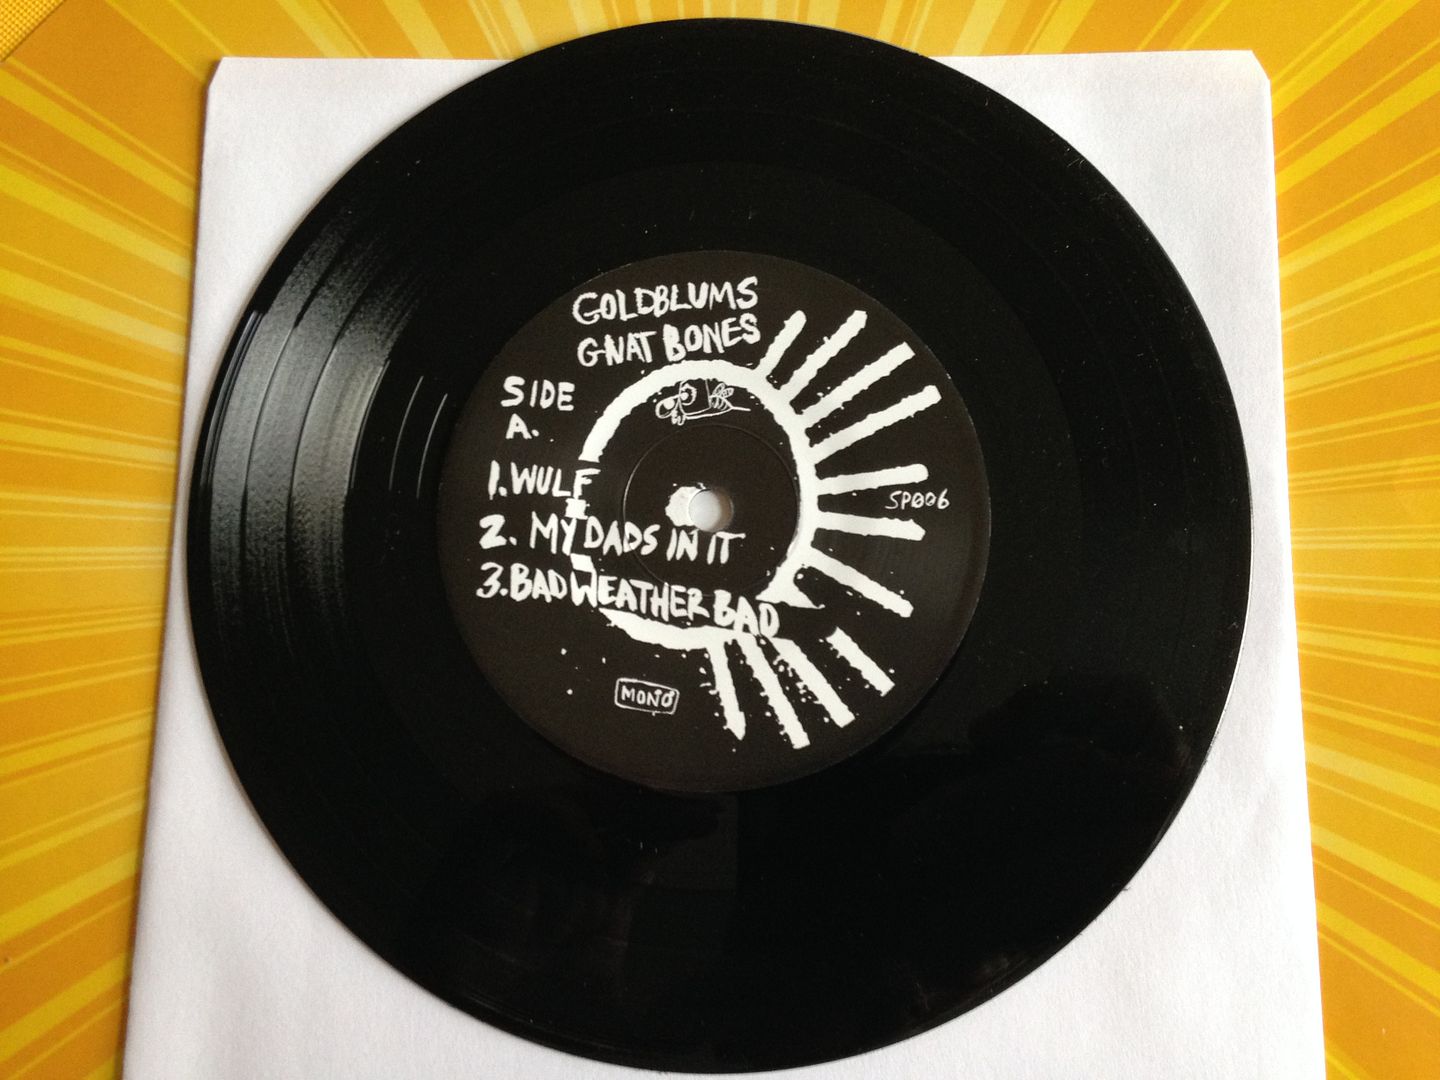 GOLDBLUMS
GNAT BONES
SIDE
A.
1. WULF
2. MY DADS IN IT
3. BAD WEATHER BAD
SP006
MONO